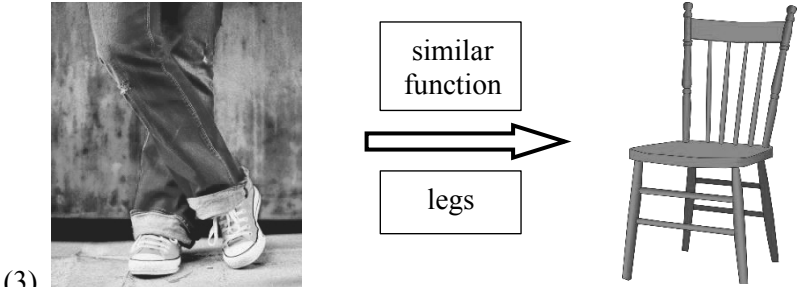 similar
function
legs
(3)